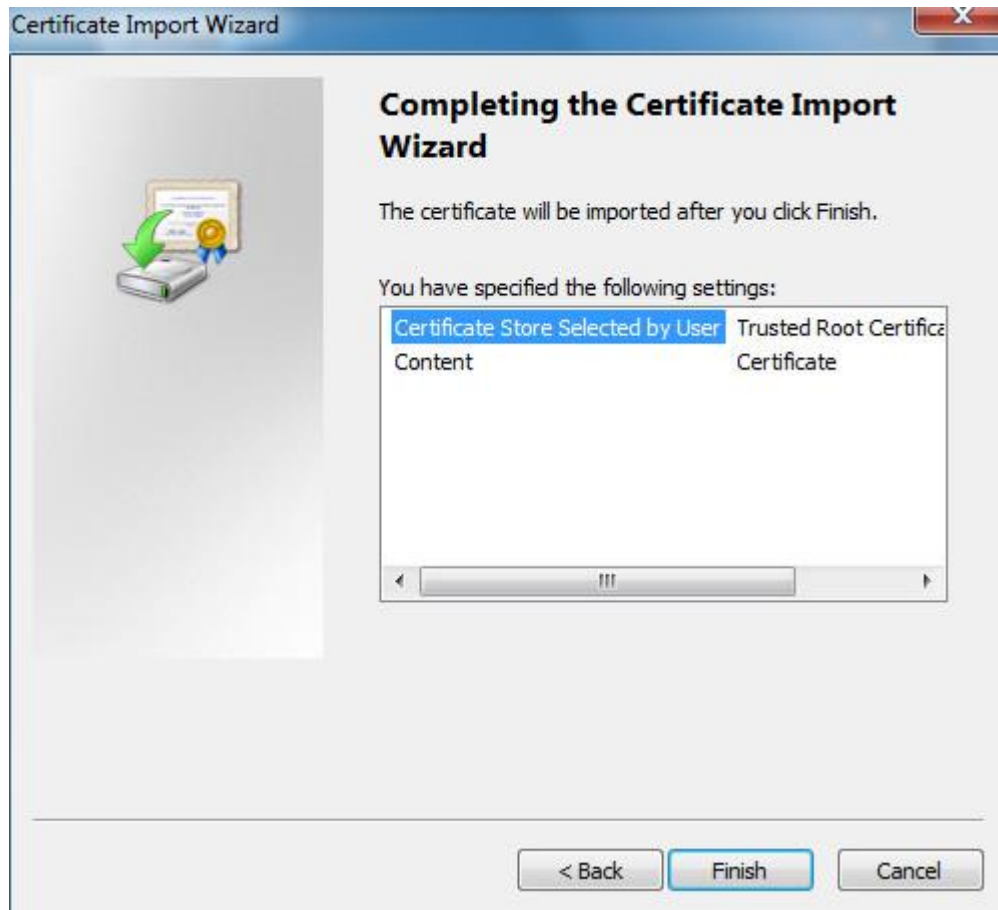 Certificate Import Wizard
Completing the Certificate Import
Wizard
The certificate will be imported after you click Finish.
You have specified the following settings:
Certificate Store Selected by User Trusted Root Certifica
Content Certificate
< Back Finish Cancel